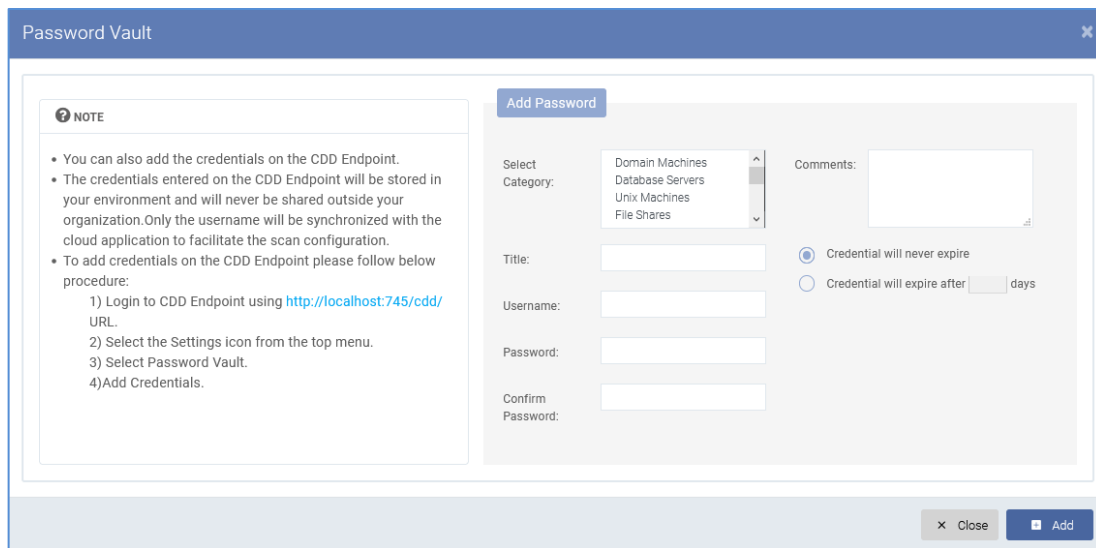 Password Vault
NOTE
• You can also add the credentials on the CDD Endpoint.
• The credentials entered on the CDD Endpoint will be stored in
your environment and will never be shared outside your
organization.Only the username will be synchronized with the
cloud application to facilitate the scan configuration.
• To add credentials on the CDD Endpoint please follow below
procedure:
1) Login to CDD Endpoint using http://localhost:745/cdd/
URL.
2) Select the Settings icon from the top menu.
3) Select Password Vault.
4)Add Credentials.
Add Password
Select
Category:
Domain Machines
Database Servers
Unix Machines
File Shares
Title:
Username:
Password:
Confirm
Password:
Comments:
Credential will never expire
Credential will expire after days
Close
Add